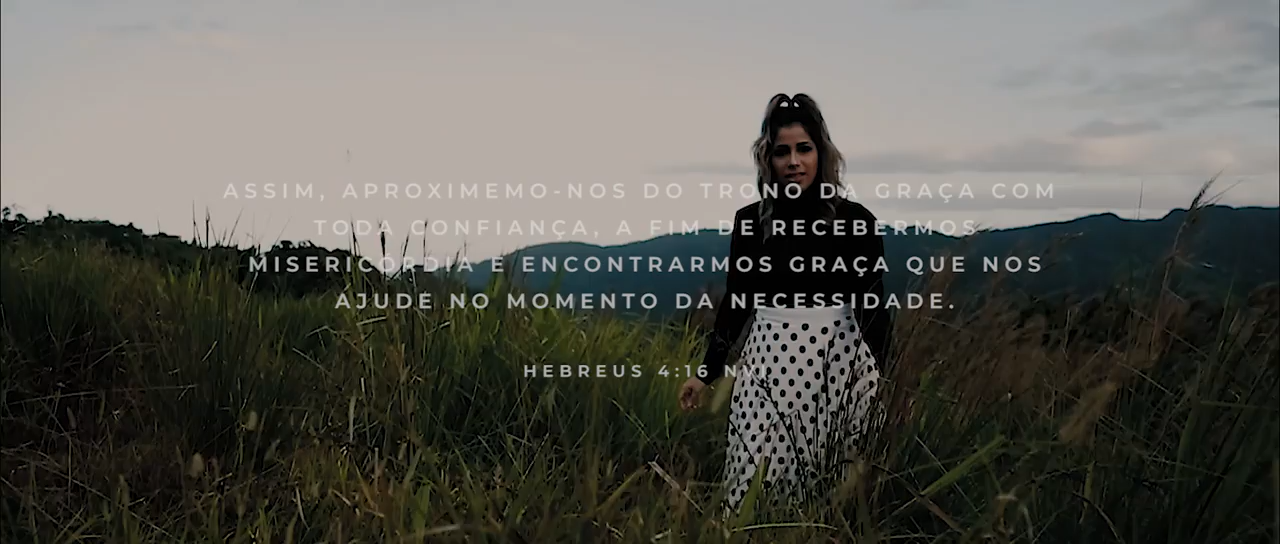 ASSIM, APROXIMEMO-NOS DO TRONO DA GRAÇA COM
TODA CONFIANÇA, A FIM DE RECEBERMOS
MISERICÓRDIA E ENCONTRARMOS GRAÇA QUE NOS
AJUDE NO MOMENTO DA NECESSIDADE.
HEBREUS 4:16 NVI